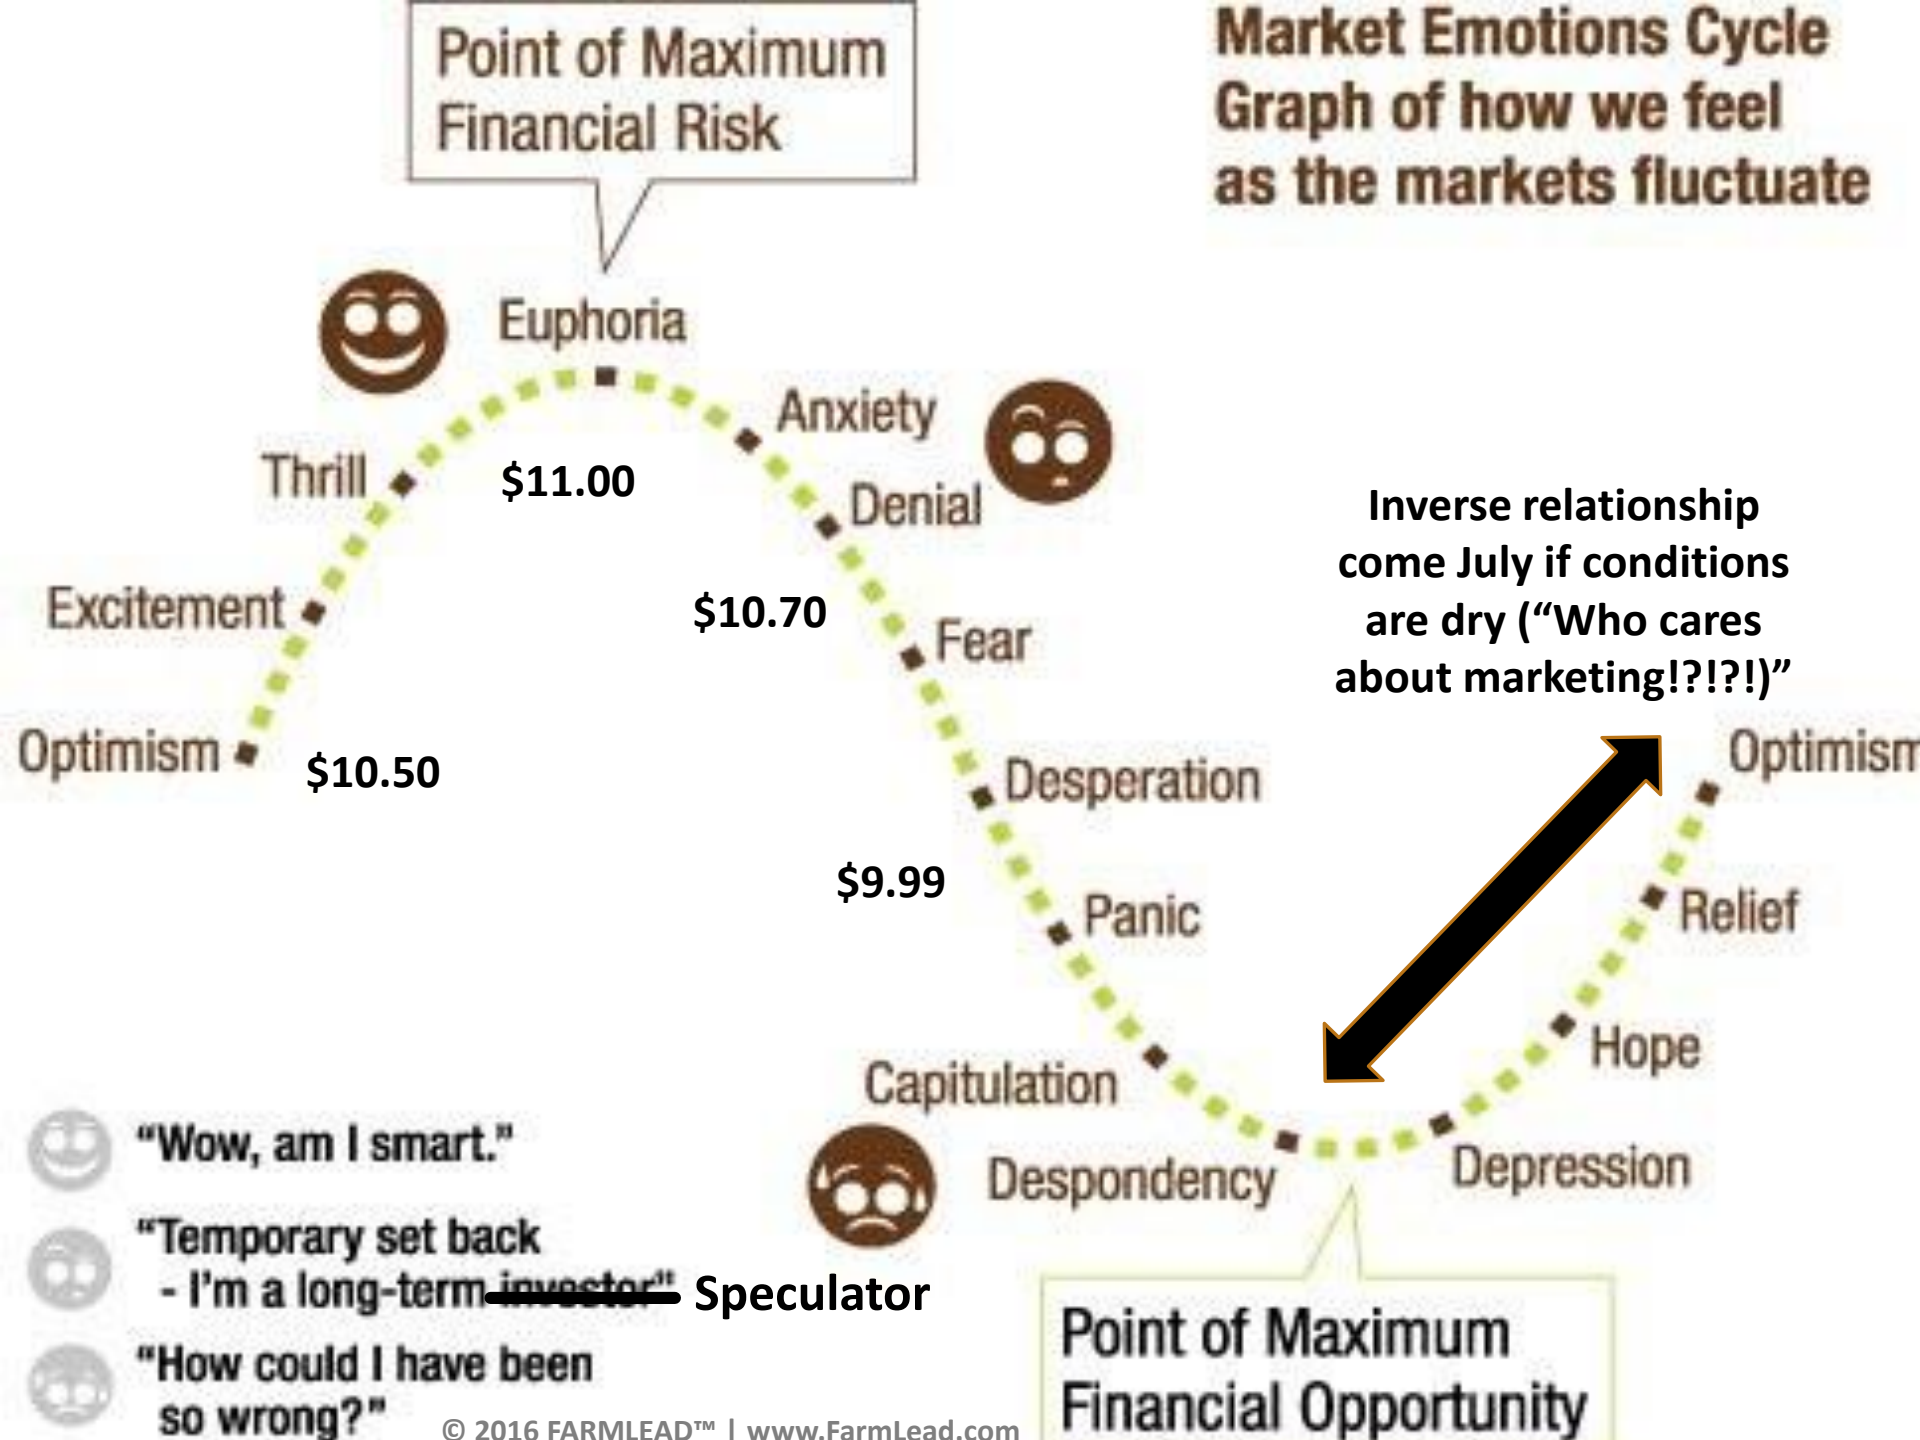 Point of Maximum
Financial Risk
Market Emotions Cycle
Graph of how we feel
as the markets fluctuate
Euphoria
Anxiety
Thrill
$11.00
Denial
Inverse relationship
come July if conditions
are dry (“Who cares
about marketing!?!?!)”
Excitement
$10.70
Fear
Optimism
$10.50
Desperation
Optimism
$9.99
Panic
Relief
Hope
Capitulation
Despondency
Depression
“Wow, am I smart.”
“Temporary set back
- I’m a long-term investor” Speculator
“How could I have been
so wrong?”
Point of Maximum
Financial Opportunity
© 2016 FARMLEAD™ | www.FarmLead.com